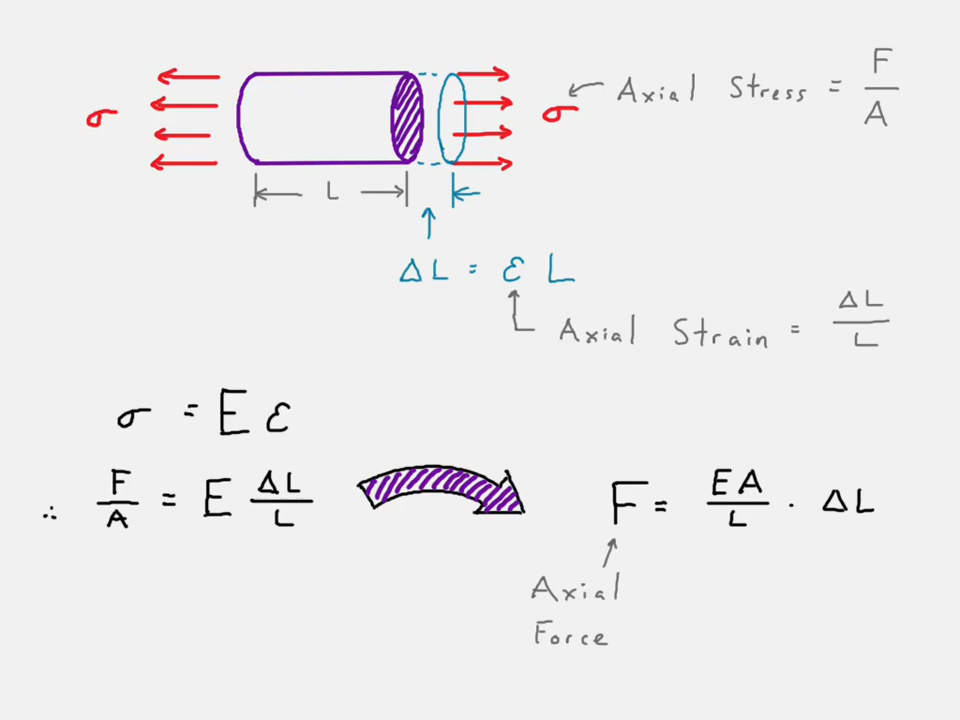 σ
σ
Axial Stress = F/A
L
ΔL = ε L
Axial Strain = ΔL/L
σ = E ε
∴ F/A = E ΔL/L
F = EA/L · ΔL
Axial
Force